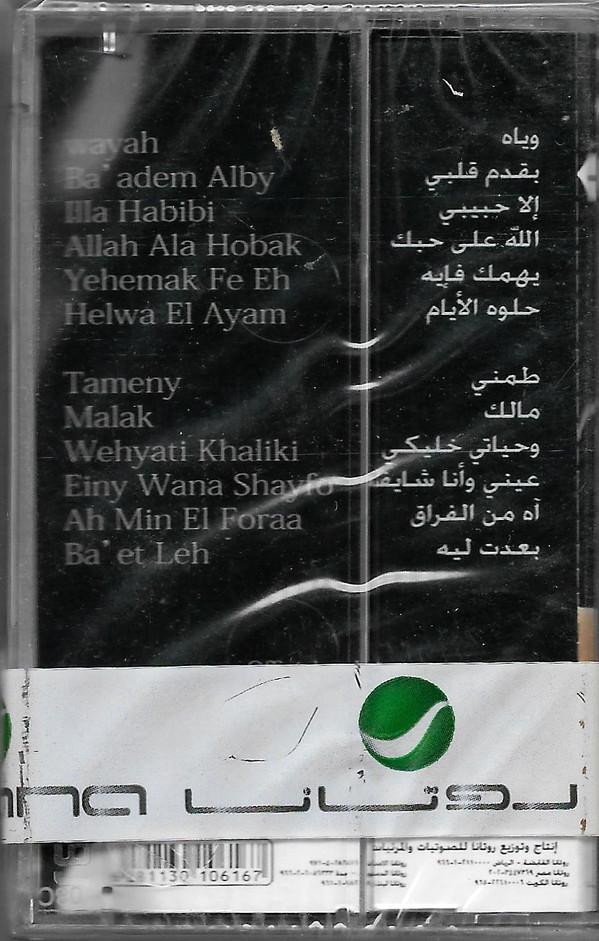 wayah
وياه
Ba'adem Alby
بقدم قلبي
Illa Habibi
إلا حبيبي
Allah Ala Hobak
الله على حبك
Yehemak Fe Eh
يهمك فإيه
Helwa El Ayam
حلوه الأيام
Tameny
طمني
Malak
مالك
Wehyati Khaliki
وحياتي خليكي
Einy Wana Shayfo
عيني وأنا شايفه
Ah Min El Foraa
آه من الفراق
Ba'et Leh
بعدت ليه
ana روتانا
إنتاج وتوزيع روتانا للصوتيات والمرئيات
106167